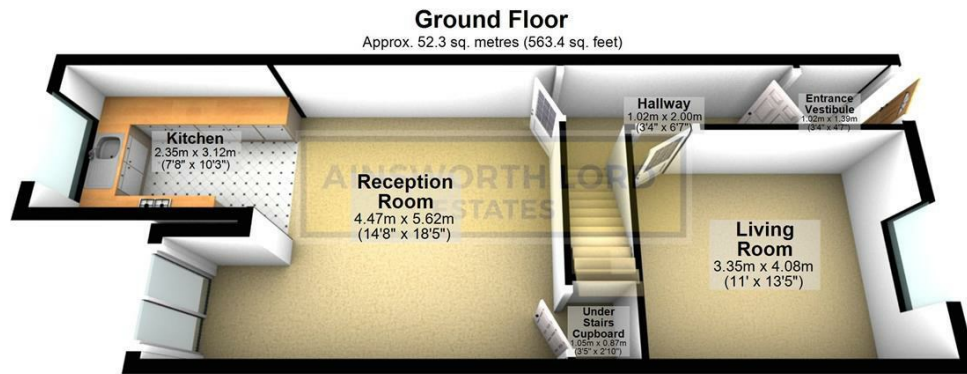 Ground Floor
Approx. 52.3 sq. metres (563.4 sq. feet)
Kitchen
2.35m x 3.12m
(7'8" x 10'3")
Reception
Room
4.47m x 5.62m
(14'8" x 18'5")
Hallway
1.02m x 2.00m
(3'4" x 6'7")
Entrance
Vestibule
1.02m x 1.39m
(3'4" x 4'7")
Living
Room
3.35m x 4.08m
(11' x 13'5")
Under
Stairs
Cupboard
1.05m x 0.87m
(3'5" x 2'10")
AINSWORTH LORD
ESTATES